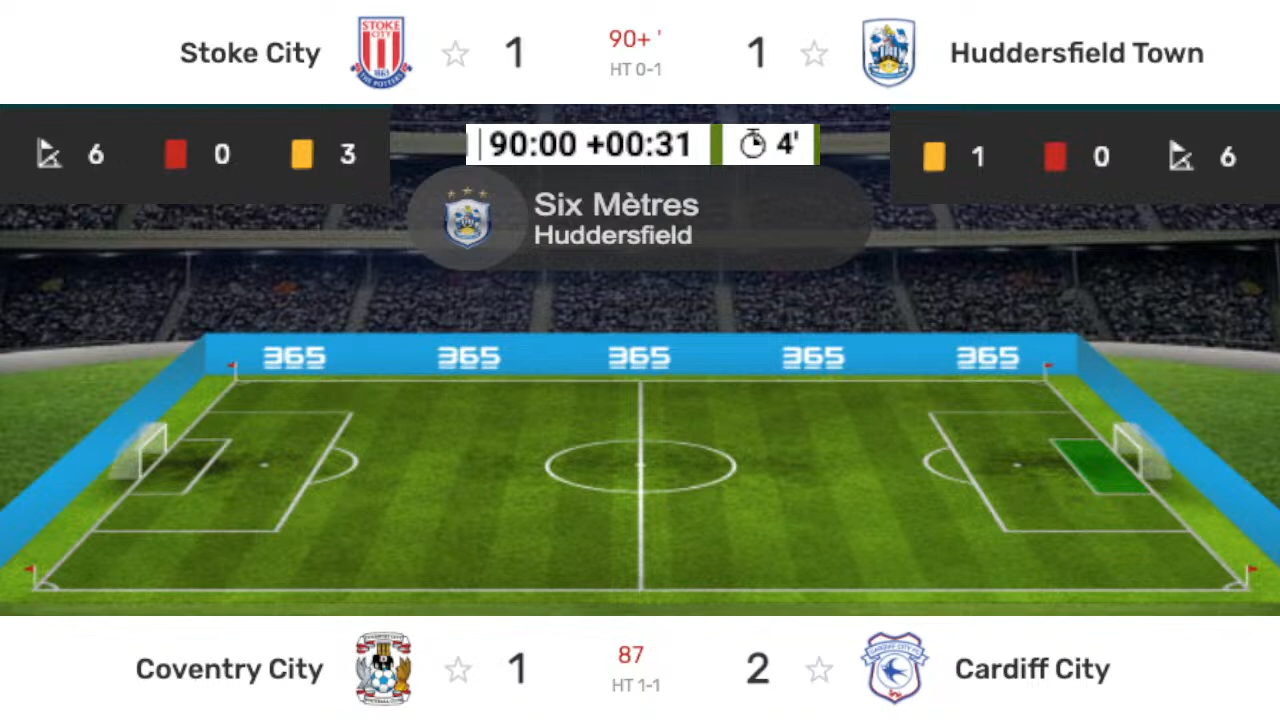 Stoke City 1 90+ ' 1 Huddersfield Town
HT 0-1
6 0 3 90:00 +00:31 4' 1 0 6
Six Mètres
Huddersfield
365 365 365 365 365
Coventry City 1 87 2 Cardiff City
HT 1-1